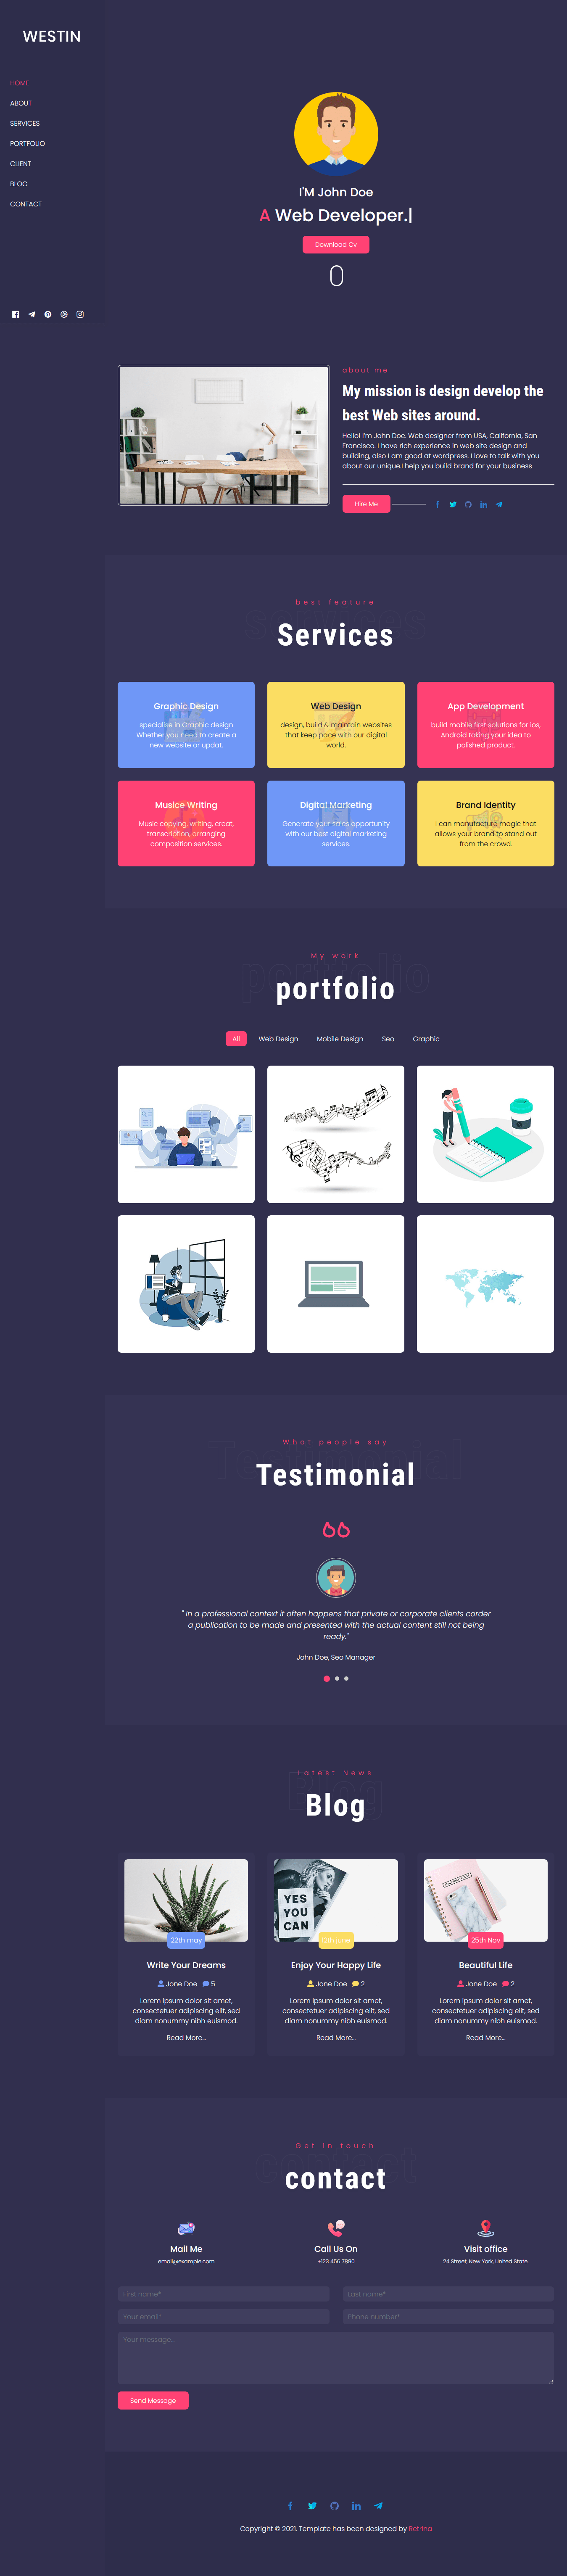 WESTIN
HOME
ABOUT
SERVICES
PORTFOLIO
CLIENT
BLOG
CONTACT
I'M John Doe
A Web Developer.|
Download Cv
about me
My mission is design develop the
best Web sites around.
Hello! I'm John Doe. Web designer from USA, California, San
Francisco. I have rich experience in web site design and
building, also I am good at wordpress. I love to talk with you
about our unique.I help you build brand for your business
Hire Me
best feature
Services
Graphic Design
specialise in Graphic design
Whether you need to create a
new website or updat.
Web Design
design, build & maintain websites
that keep pace with our digital
world.
App Development
build mobile first solutions for ios,
Android taking your idea to
polished product.
Musice Writing
Music copying, writing, creat,
transcription, arranging
composition services.
Digital Marketing
Generate your sales opportunity
with our best digital marketing
services.
Brand Identity
I can manufacture magic that
allows your brand to stand out
from the crowd.
My work
portfolio
portfolio
All
Web Design
Mobile Design
Seo
Graphic
What people say
Testimonial
Testimonial
" In a professional context it often happens that private or corporate clients corder
a publication to be made and presented with the actual content still not being
ready."
John Doe, Seo Manager
Latest News
Blog
Blog
YES
YOU
CAN
22th may
12th june
25th Nov
Write Your Dreams
Jone Doe 5
Lorem ipsum dolor sit amet,
consectetuer adipiscing elit, sed
diam nonummy nibh euismod.
Read More...
Enjoy Your Happy Life
Jone Doe 2
Lorem ipsum dolor sit amet,
consectetuer adipiscing elit, sed
diam nonummy nibh euismod.
Read More...
Beautiful Life
Jone Doe 2
Lorem ipsum dolor sit amet,
consectetuer adipiscing elit, sed
diam nonummy nibh euismod.
Read More...
Get in touch
contact
contact
Mail Me
email@example.com
Call Us On
+123 456 7890
Visit office
24 Street, New York, United State.
First name*
Last name*
Your email*
Phone number*
Your message...
Send Message
Copyright © 2021. Template has been designed by Retrina